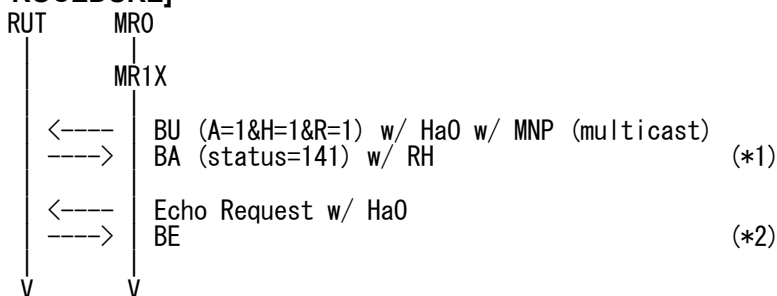 RUT MR0
MR1X
<---- BU (A=1&H=1&R=1) w/ HaO w/ MNP (multicast)
----> BA (status=141) w/ RH (*1)
<---- Echo Request w/ HaO
----> BE (*2)
V V